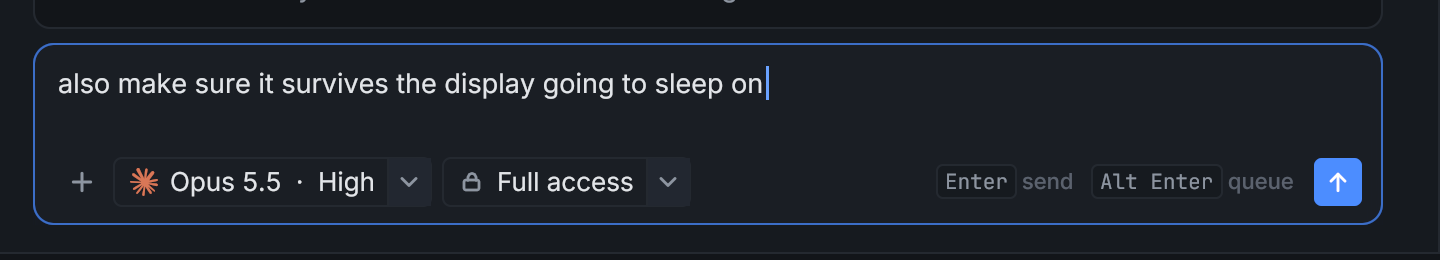 also make sure it survives the display going to sleep on
Opus 5.5 · High Full access Enter send Alt Enter queue